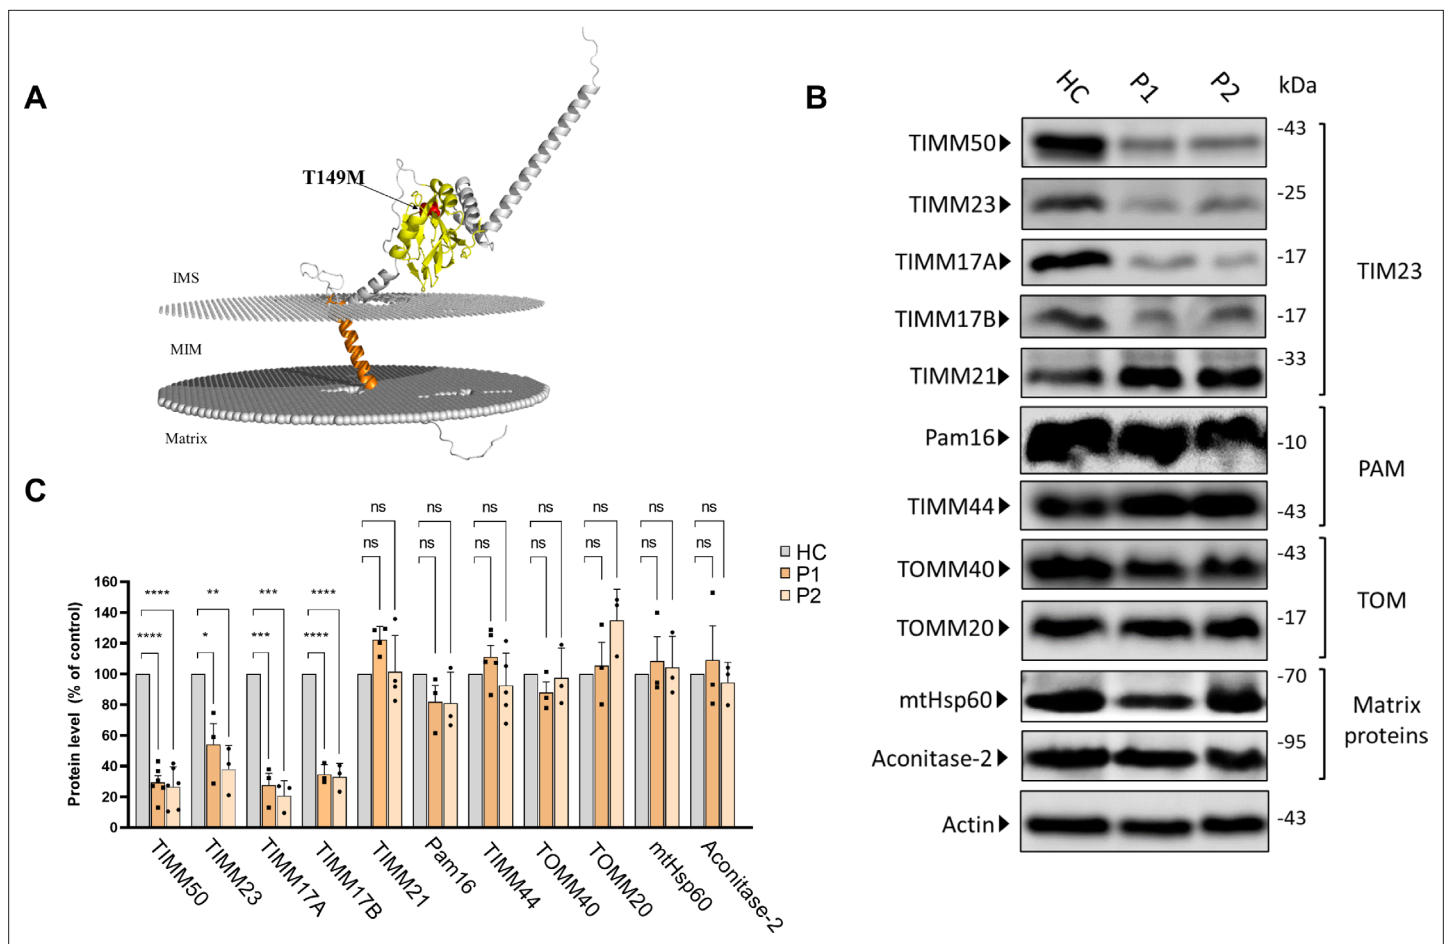 A
T149M
IMS
MIM
Matrix
B
HC P1 P2 kDa
TIMM50 -43
TIMM23 -25
TIMM17A -17
TIMM17B -17
TIMM21 -33
TIM23
Pam16 -10
TIMM44 -43
PAM
TOMM40 -43
TOMM20 -17
TOM
mtHsp60 -70
Aconitase-2 -95
Matrix
proteins
Actin -43
C
ns ns ns ns ns ns ns
ns ns ns ns ns ns ns
HC
P1
P2
**** ** *** ****
**** * *** ****
Protein level (% of control)
160
140
120
100
80
60
40
20
0
TIMM50
TIMM23
TIMM17A
TIMM17B
TIMM21
Pam16
TIMM44
TOMM40
TOMM20
mtHsp60
Aconitase-2